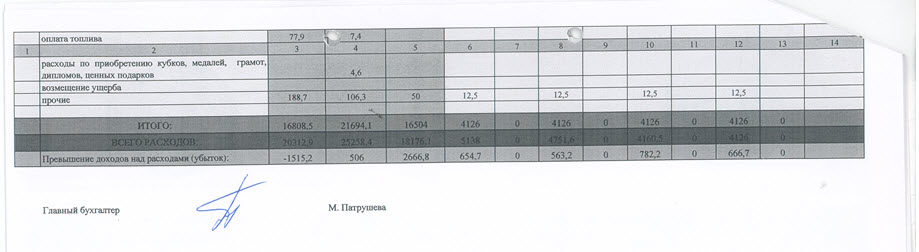 оплата топлива 77,9 7,4
1 2 3 4 5 6 7 8 9 10 11 12 13 14
расходы по приобретению кубков, медалей, грамот,
дипломов, ценных подарков 4,6
возмещение ущерба
прочие 188,7 106,3 50 12,5 12,5 12,5 12,5
ИТОГО: 16808,5 21694,1 16504 4126 0 4126 0 4126 0 4126 0
ВСЕГО РАСХОДОВ: 20312,9 25258,4 18176,1 5138 0 4751,6 0 4160,5 0 4126 0
Превышение доходов над расходами (убыток): -1515,2 506 2666,8 654,7 0 563,2 0 782,2 0 666,7 0
Главный бухгалтер М. Патрушева